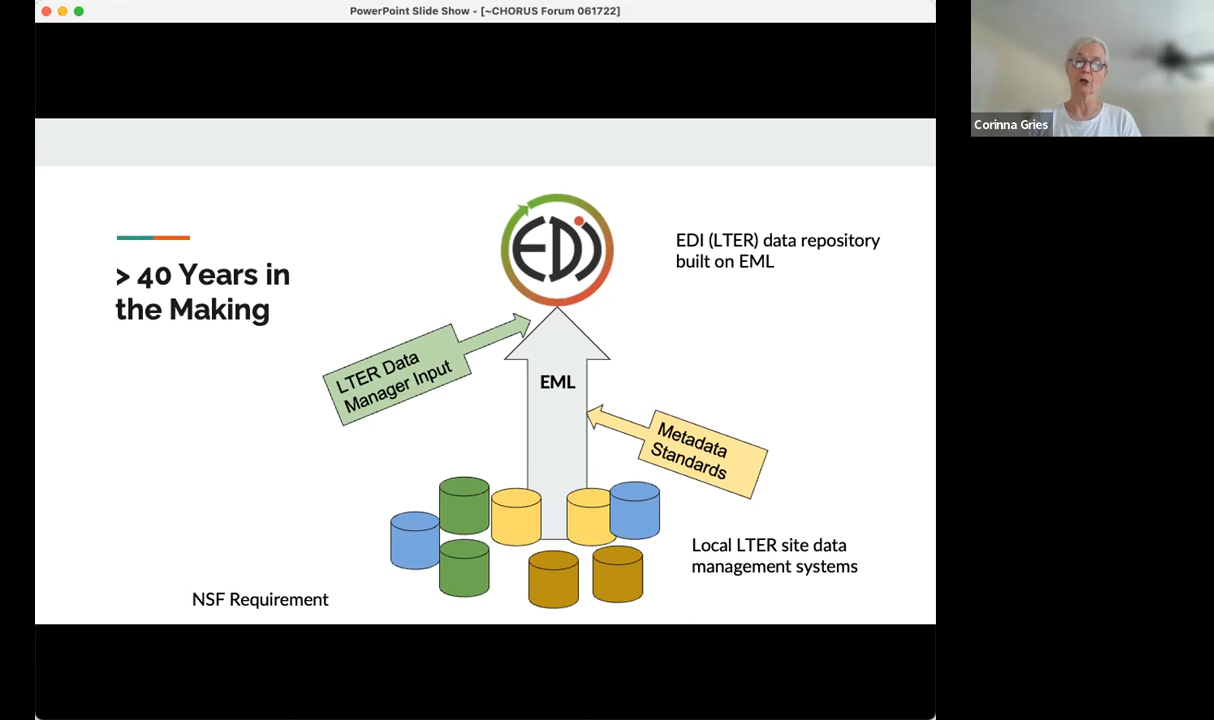 PowerPoint Slide Show - [~CHORUS Forum 061722]
Corinna Gries
> 40 Years in
the Making
EDI
EDI (LTER) data repository
built on EML
LTER Data
Manager Input
EML
Metadata
Standards
Local LTER site data
management systems
NSF Requirement